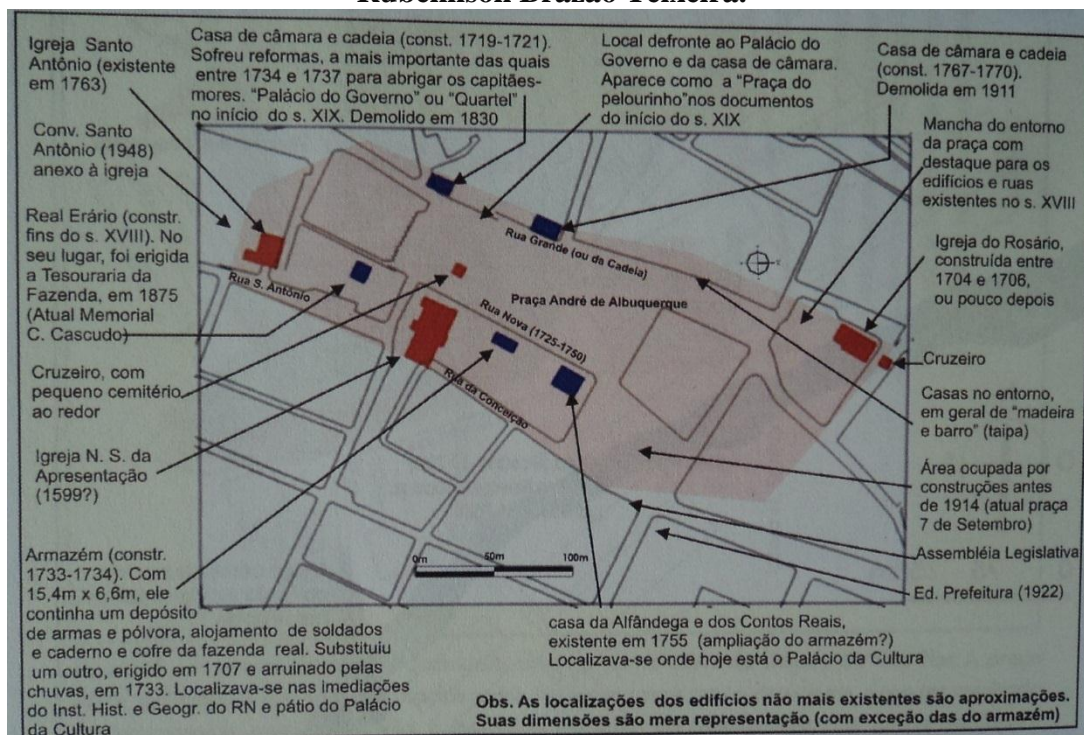 Rubenilson Brazão Teixeira.
Igreja Santo
Antônio (existente
em 1763)
Casa de câmara e cadeia (const. 1719-1721).
Sofreu reformas, a mais importante das quais
entre 1734 e 1737 para abrigar os capitães-
mores. “Palácio do Governo” ou “Quartel”
no início do s. XIX. Demolido em 1830
Local defronte ao Palácio do
Governo e da casa de câmara.
Aparece como a “Praça do
pelourinho”nos documentos
do início do s. XIX
Casa de câmara e cadeia
(const. 1767-1770).
Demolida em 1911
Conv. Santo
Antônio (1948)
anexo à igreja
Mancha do entorno
da praça com
destaque para os
edifícios e ruas
existentes no s. XVIII
Real Erário (constr.
fins do s. XVIII). No
seu lugar, foi erigida
a Tesouraria da
Fazenda, em 1875
(Atual Memorial
C. Cascudo)
Igreja do Rosário,
construída entre
1704 e 1706,
ou pouco depois
Rua Grande (ou da Cadeia)
Rua S. Antônio
Praça André de Albuquerque
Rua Nova (1725-1750)
Rua da Conceição
Cruzeiro
Cruzeiro, com
pequeno cemitério
ao redor
Casas no entorno,
em geral de “madeira
e barro” (taipa)
Igreja N. S. da
Apresentação
(1599?)
Área ocupada por
construções antes
de 1914 (atual praça
7 de Setembro)
Assembléia Legislativa
Ed. Prefeitura (1922)
0m 50m 100m
Armazém (constr.
1733-1734). Com
15,4m x 6,6m, ele
continha um depósito
de armas e pólvora, alojamento de soldados
e caderno e cofre da fazenda real. Substituiu
um outro, erigido em 1707 e arruinado pelas
chuvas, em 1733. Localizava-se nas imediações
do Inst. Hist. e Geogr. do RN e pátio do Palácio
da Cultura
casa da Alfândega e dos Contos Reais,
existente em 1755 (ampliação do armazém?)
Localizava-se onde hoje está o Palácio da Cultura
Obs. As localizações dos edifícios não mais existentes são aproximações.
Suas dimensões são mera representação (com exceção das do armazém)